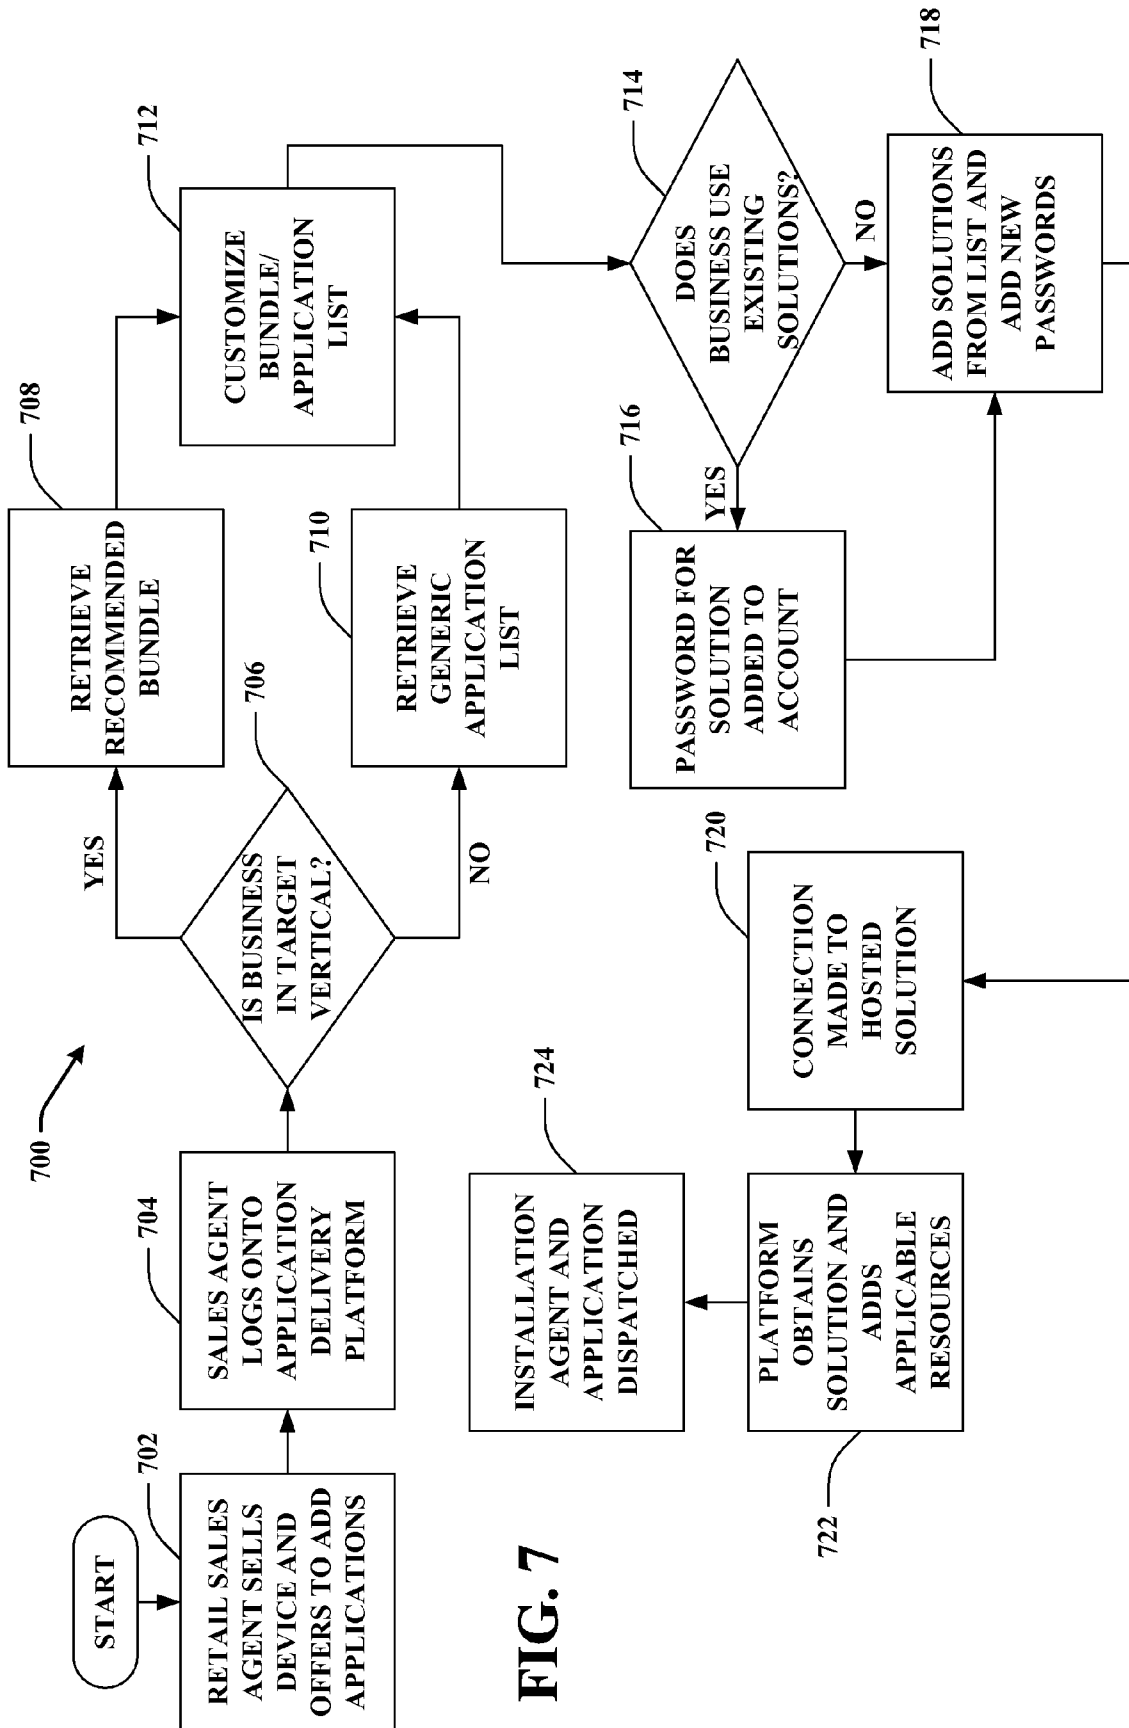 700
START
702
RETAIL SALES
AGENT SELLS
DEVICE AND
OFFERS TO ADD
APPLICATIONS
704
SALES AGENT
LOGS ONTO
APPLICATION
DELIVERY
PLATFORM
706
IS BUSINESS
IN TARGET
VERTICAL?
YES
NO
708
RETRIEVE
RECOMMENDED
BUNDLE
710
RETRIEVE
GENERIC
APPLICATION
LIST
712
CUSTOMIZE
BUNDLE/
APPLICATION
LIST
714
DOES
BUSINESS USE
EXISTING
SOLUTIONS?
YES
NO
716
PASSWORD FOR
SOLUTION
ADDED TO
ACCOUNT
718
ADD SOLUTIONS
FROM LIST AND
ADD NEW
PASSWORDS
720
CONNECTION
MADE TO
HOSTED
SOLUTION
722
PLATFORM
OBTAINS
SOLUTION AND
ADDS
APPLICABLE
RESOURCES
724
INSTALLATION
AGENT AND
APPLICATION
DISPATCHED
FIG. 7